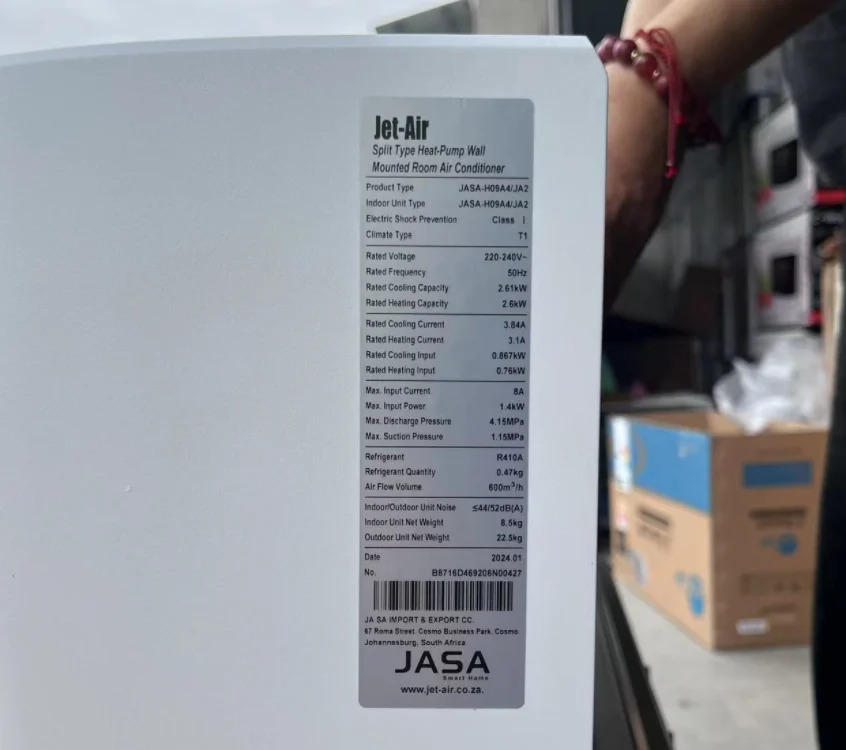 Jet-Air
Split Type Heat-Pump Wall
Mounted Room Air Conditioner
Product Type JASA-H09A4/JA2
Indoor Unit Type JASA-H09A4/JA2
Electric Shock Prevention Class I
Climate Type T1
Rated Voltage 220-240V~
Rated Frequency 50Hz
Rated Cooling Capacity 2.61kW
Rated Heating Capacity 2.6kW
Rated Cooling Current 3.84A
Rated Heating Current 3.1A
Rated Cooling Input 0.867kW
Rated Heating Input 0.76kW
Max. Input Current 8A
Max. Input Power 1.4kW
Max. Discharge Pressure 4.15MPa
Max. Suction Pressure 1.15MPa
Refrigerant R410A
Refrigerant Quantity 0.47kg
Air Flow Volume 600m³/h
Indoor/Outdoor Unit Noise ≤44/52dB(A)
Indoor Unit Net Weight 8.5kg
Outdoor Unit Net Weight 22.5kg
Date 2024.01
No. B8716D469206N00427
JA SA IMPORT & EXPORT CC.
67 Roma Street, Cosmo Business Park, Cosmo
Johannesburg, South Africa
JASA
Smart Home
www.jet-air.co.za.